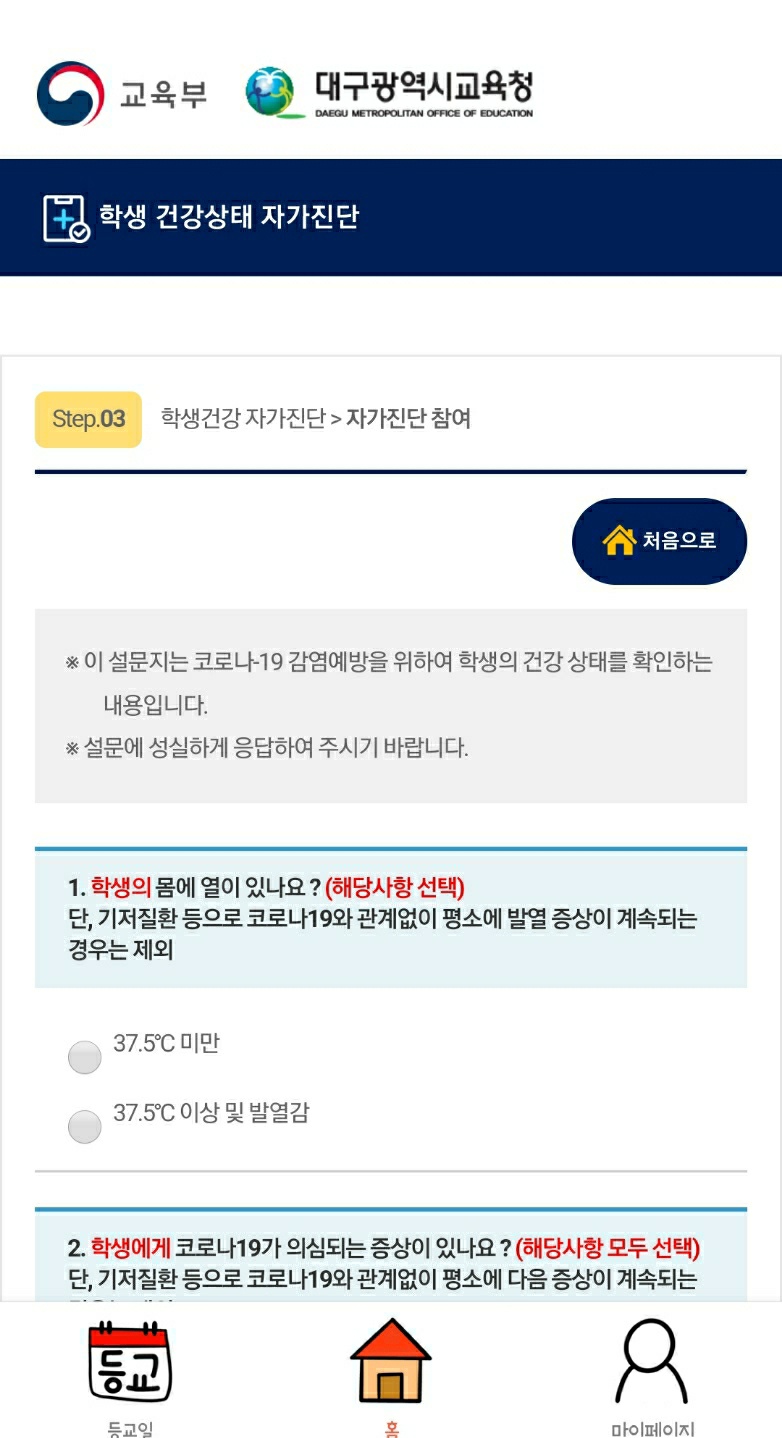 교육부 대구광역시교육청
DAEGU METROPOLITAN OFFICE OF EDUCATION
학생 건강상태 자가진단
Step.03 학생건강 자가진단 > 자가진단 참여
처음으로
※ 이 설문지는 코로나-19 감염예방을 위하여 학생의 건강 상태를 확인하는
내용입니다.
※ 설문에 성실하게 응답하여 주시기 바랍니다.
1. 학생의 몸에 열이 있나요 ? (해당사항 선택)
단, 기저질환 등으로 코로나19와 관계없이 평소에 발열 증상이 계속되는
경우는 제외
37.5℃ 미만
37.5℃ 이상 및 발열감
2. 학생에게 코로나19가 의심되는 증상이 있나요 ? (해당사항 모두 선택)
단, 기저질환 등으로 코로나19와 관계없이 평소에 다음 증상이 계속되는
등교
등교일 홈 마이페이지